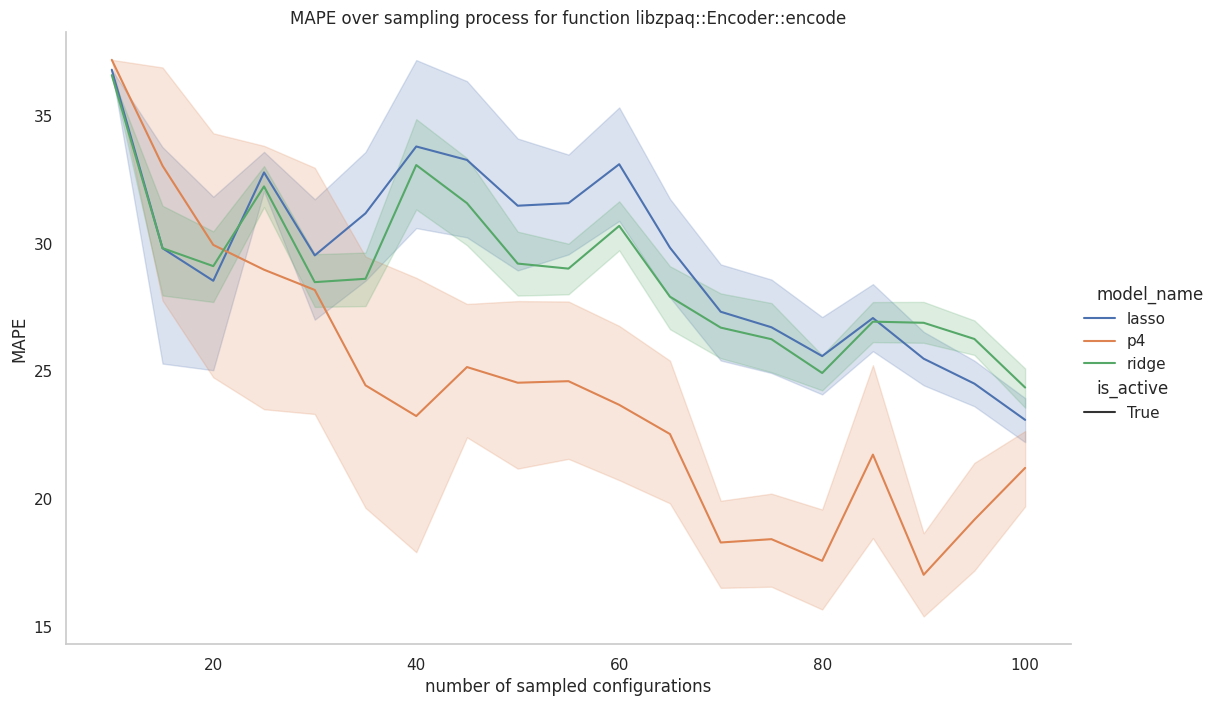 MAPE over sampling process for function libzpaq::Encoder::encode
MAPE
35
30
25
20
15
20
40
60
80
100
number of sampled configurations
model_name
lasso
p4
ridge
is_active
True